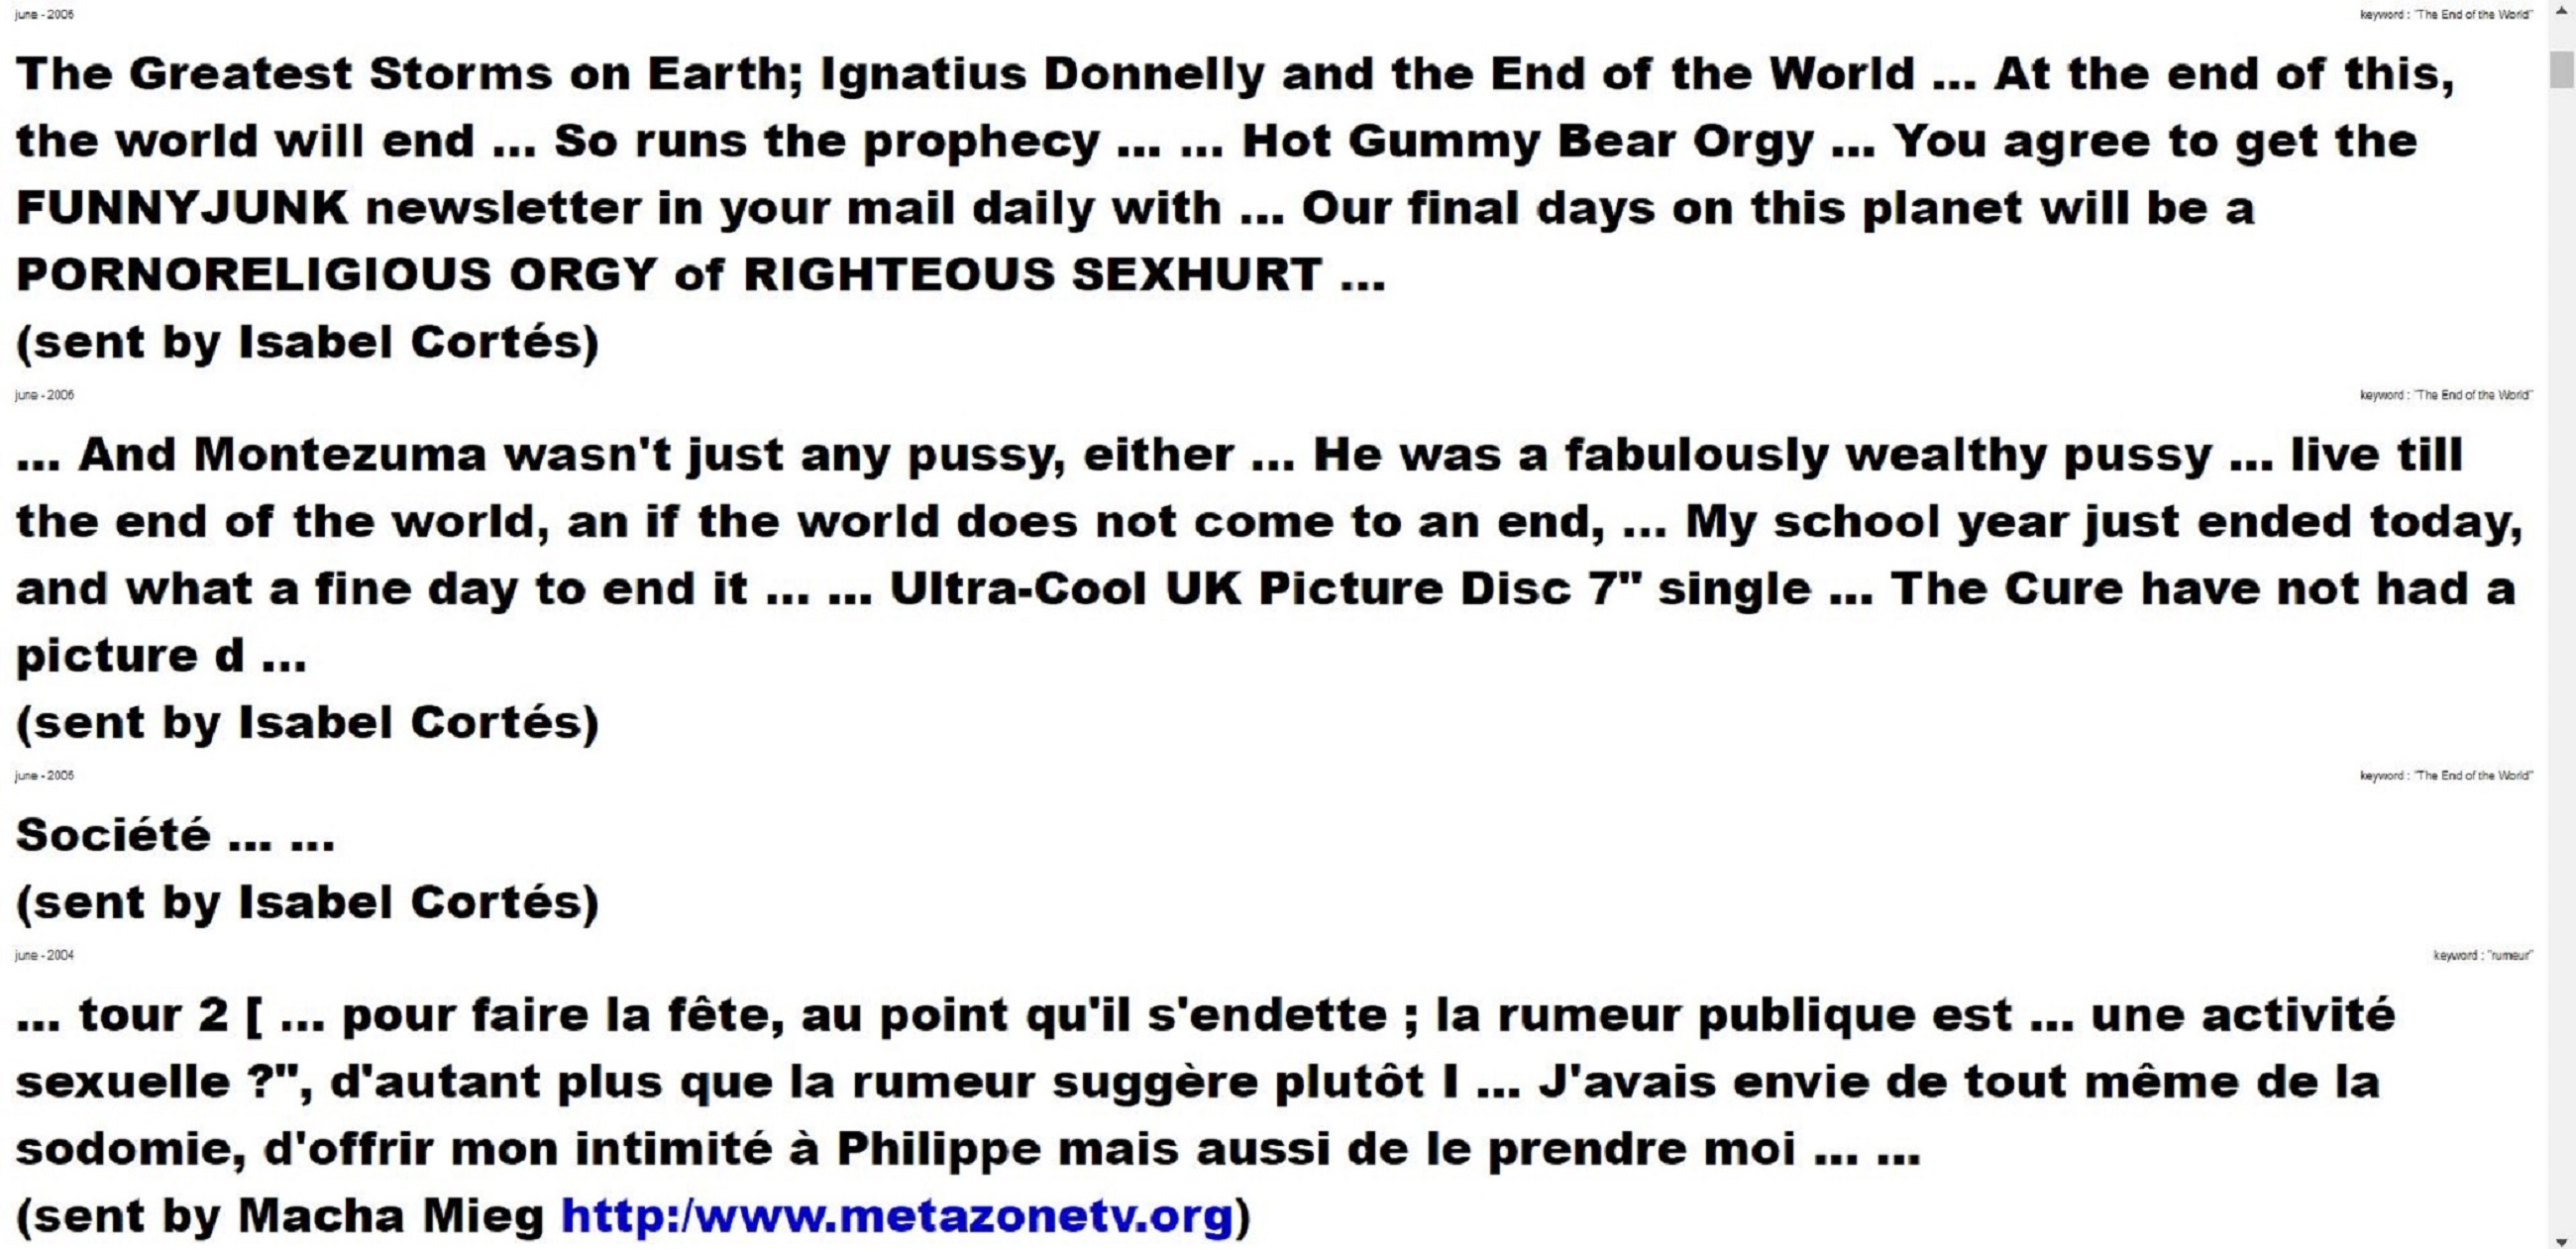 june - 2006 keyword : "The End of the World"
The Greatest Storms on Earth; Ignatius Donnelly and the End of the World ... At the end of this,
the world will end ... So runs the prophecy ... ... Hot Gummy Bear Orgy ... You agree to get the
FUNNYJUNK newsletter in your mail daily with ... Our final days on this planet will be a
PORNORELIGIOUS ORGY of RIGHTEOUS SEXHURT ...
(sent by Isabel Cortés)
june - 2006 keyword : "The End of the World"
... And Montezuma wasn't just any pussy, either ... He was a fabulously wealthy pussy ... live till
the end of the world, an if the world does not come to an end, ... My school year just ended today,
and what a fine day to end it ... ... Ultra-Cool UK Picture Disc 7" single ... The Cure have not had a
picture d ...
(sent by Isabel Cortés)
june - 2006 keyword : "The End of the World"
Société ... ...
(sent by Isabel Cortés)
june - 2004 keyword : "rumeur"
... tour 2 [ ... pour faire la fête, au point qu'il s'endette ; la rumeur publique est ... une activité
sexuelle ?", d'autant plus que la rumeur suggère plutôt l ... J'avais envie de tout même de la
sodomie, d'offrir mon intimité à Philippe mais aussi de le prendre moi ... ...
(sent by Macha Mieg http:/www.metazonetv.org)